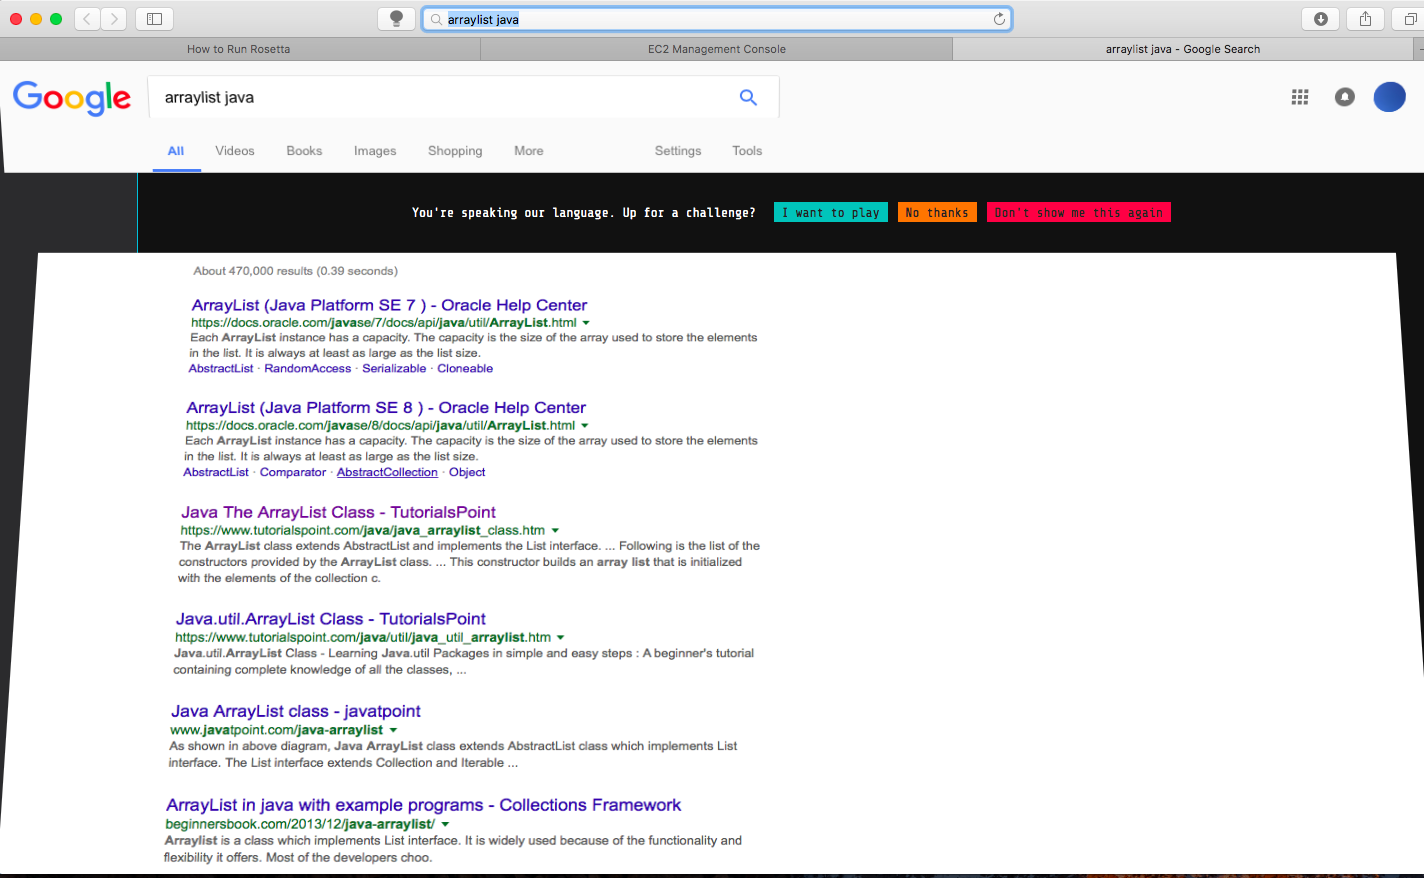 arraylist java
How to Run Rosetta
EC2 Management Console
arraylist java - Google Search
Google
arraylist java
All Videos Books Images Shopping More Settings Tools
You're speaking our language. Up for a challenge? I want to play No thanks Don't show me this again
About 470,000 results (0.39 seconds)
ArrayList (Java Platform SE 7 ) - Oracle Help Center
https://docs.oracle.com/javase/7/docs/api/java/util/ArrayList.html
Each ArrayList instance has a capacity. The capacity is the size of the array used to store the elements
in the list. It is always at least as large as the list size.
AbstractList · RandomAccess · Serializable · Cloneable
ArrayList (Java Platform SE 8 ) - Oracle Help Center
https://docs.oracle.com/javase/8/docs/api/java/util/ArrayList.html
Each ArrayList instance has a capacity. The capacity is the size of the array used to store the elements
in the list. It is always at least as large as the list size.
AbstractList · Comparator · AbstractCollection · Object
Java The ArrayList Class - TutorialsPoint
https://www.tutorialspoint.com/java/java_arraylist_class.htm
The ArrayList class extends AbstractList and implements the List interface. ... Following is the list of the
constructors provided by the ArrayList class. ... This constructor builds an array list that is initialized
with the elements of the collection c.
Java.util.ArrayList Class - TutorialsPoint
https://www.tutorialspoint.com/java/util/java_util_arraylist.htm
Java.util.ArrayList Class - Learning Java.util Packages in simple and easy steps : A beginner's tutorial
containing complete knowledge of all the classes, ...
Java ArrayList class - javatpoint
www.javatpoint.com/java-arraylist
As shown in above diagram, Java ArrayList class extends AbstractList class which implements List
interface. The List interface extends Collection and Iterable ...
ArrayList in java with example programs - Collections Framework
beginnersbook.com/2013/12/java-arraylist/
Arraylist is a class which implements List interface. It is widely used because of the functionality and
flexibility it offers. Most of the developers choo.